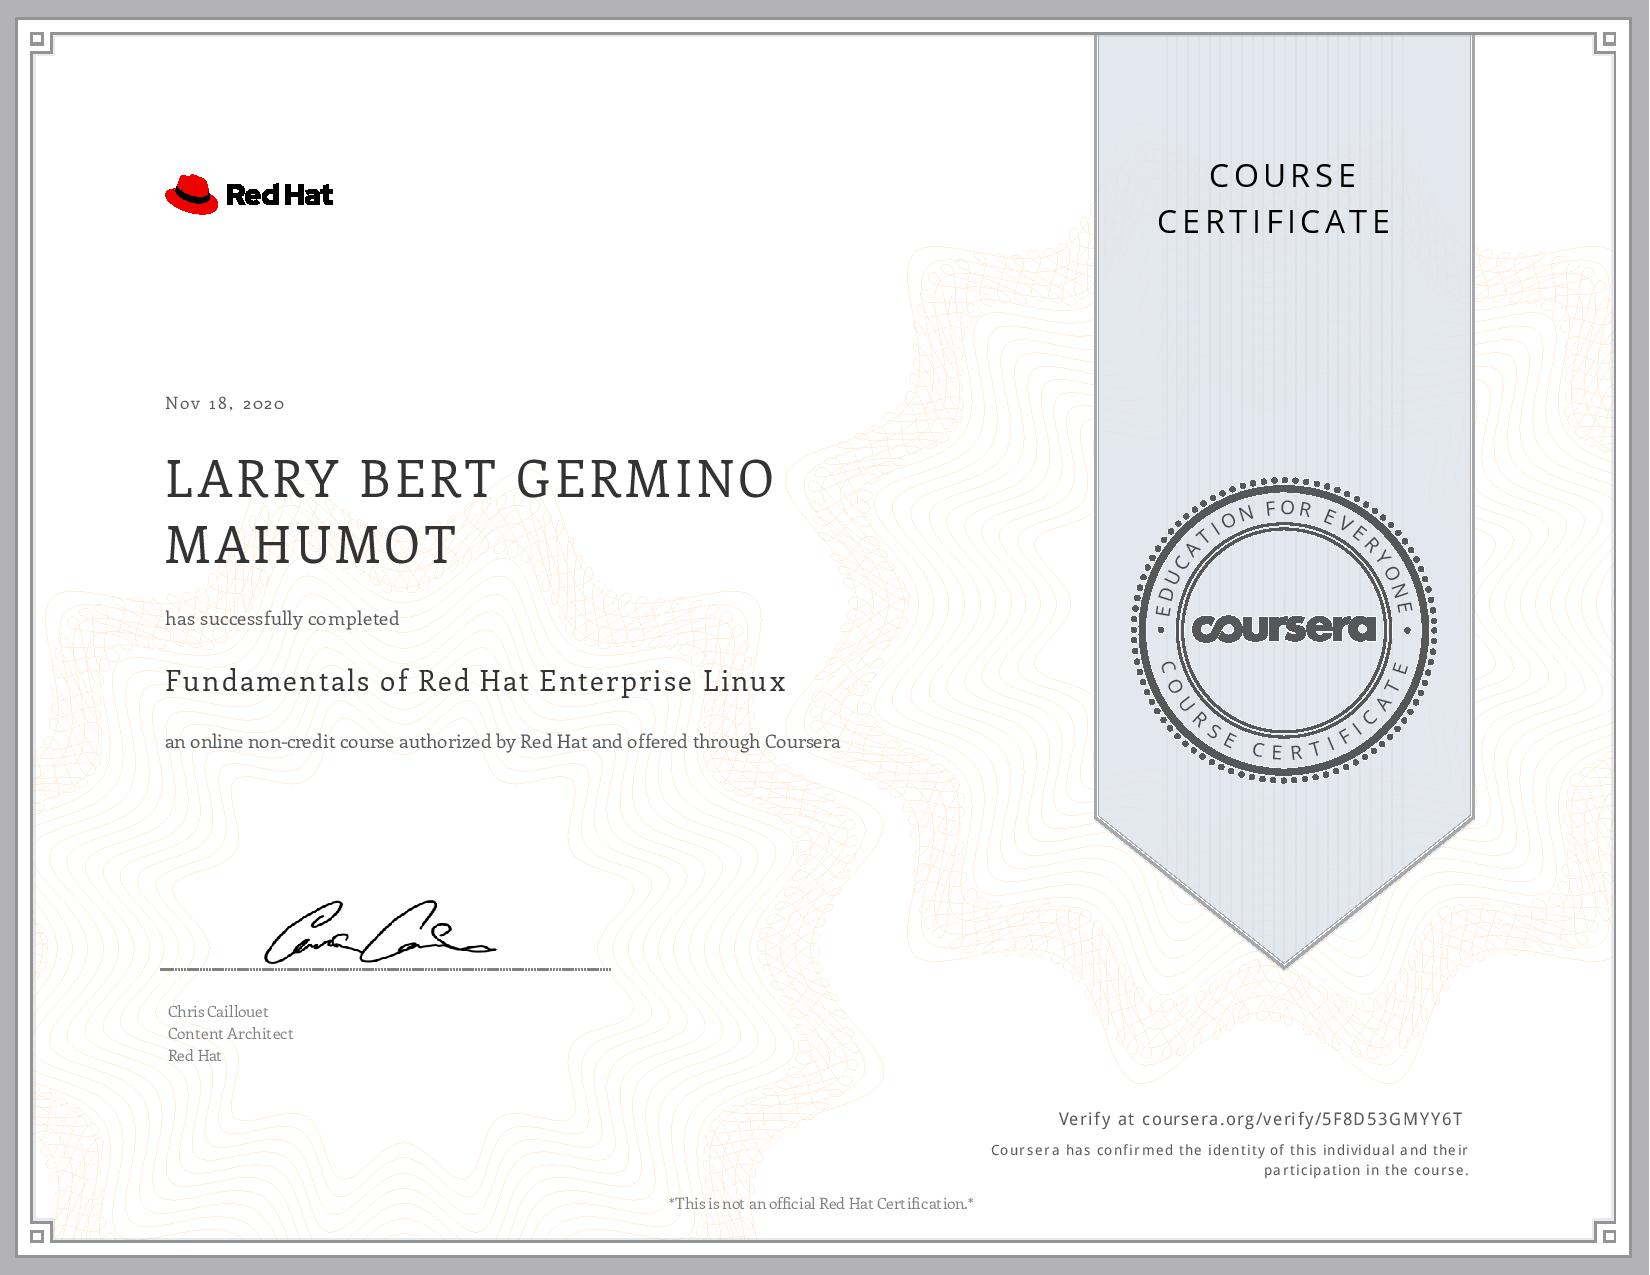 Red Hat
COURSE
CERTIFICATE
Nov 18, 2020
LARRY BERT GERMINO
MAHUMOT
has successfully completed
Fundamentals of Red Hat Enterprise Linux
an online non-credit course authorized by Red Hat and offered through Coursera
EDUCATION FOR EVERYONE
coursera
COURSE CERTIFICATE
Chris Caillouet
Content Architect
Red Hat
Verify at coursera.org/verify/5F8D53GMYY6T
Coursera has confirmed the identity of this individual and their
participation in the course.
*This is not an official Red Hat Certification.*